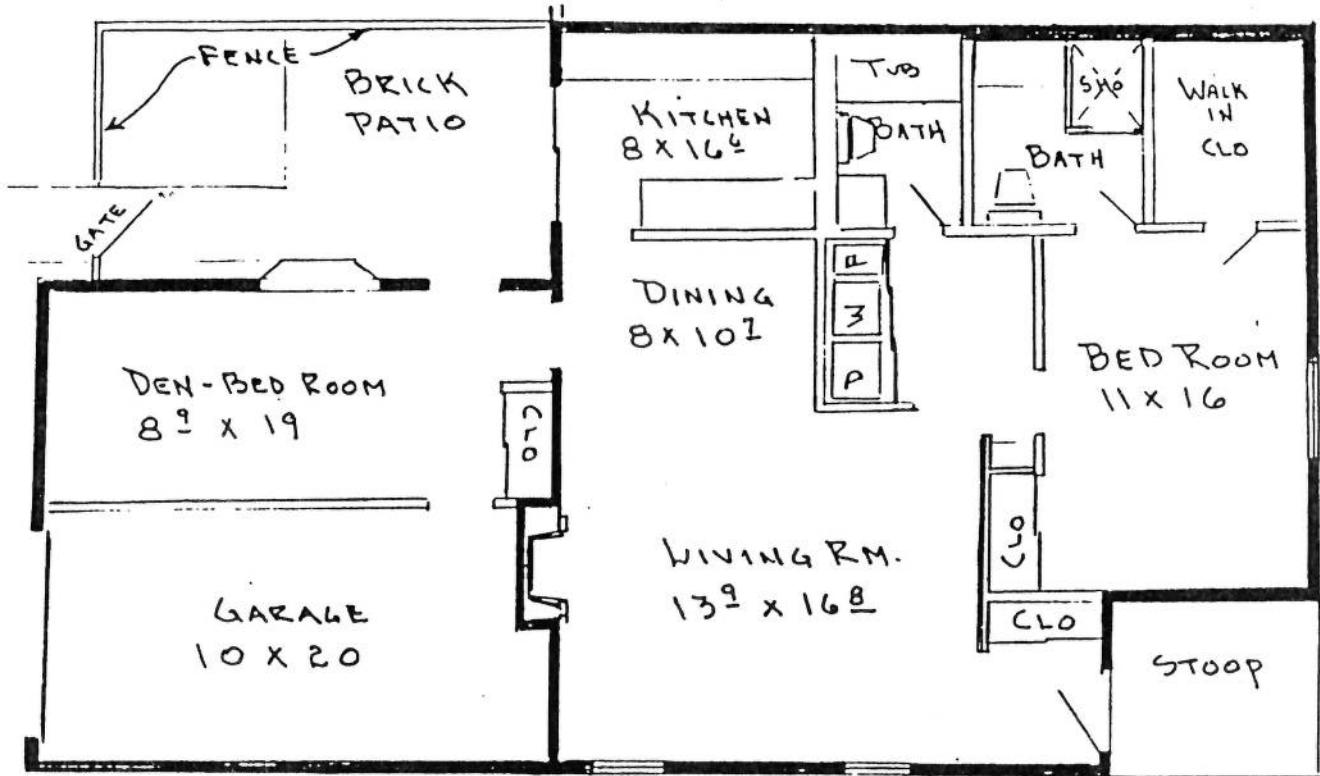 FENCE
BRICK
PATIO
GATE
KITCHEN
8 X 16⁶
TUB
BATH
SHO
BATH
WALK
IN
CLO
DINING
8 X 10⁷
F
W
D
BED ROOM
11 X 16
DEN-BED ROOM
8⁹ X 19
CLO
LIVING RM.
13⁹ X 16⁸
CLO
CLO
GARAGE
10 X 20
STOOP